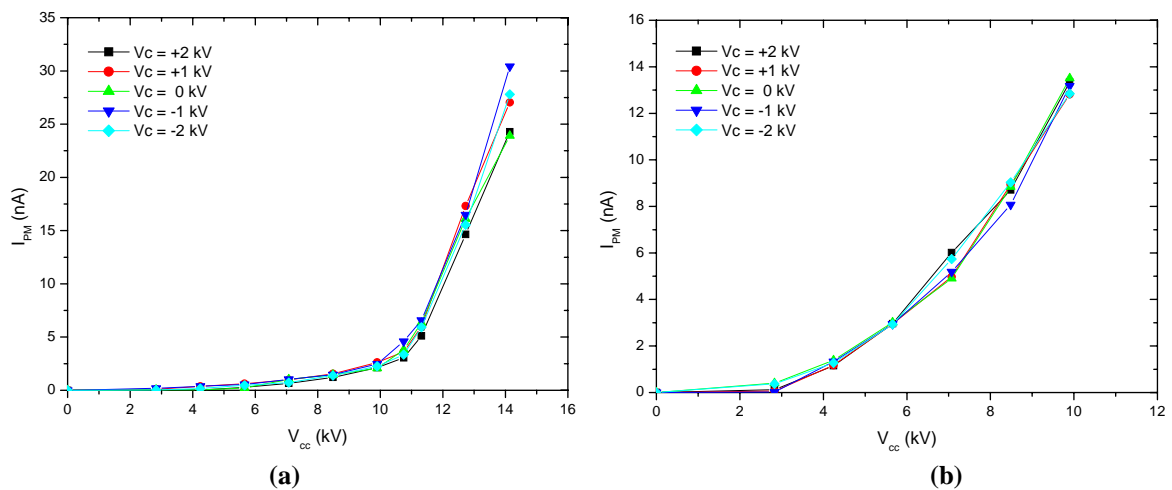 (a)
35
30
25
20
15
10
5
0
I_PM (nA)
Vc = +2 kV
Vc = +1 kV
Vc = 0 kV
Vc = -1 kV
Vc = -2 kV
0 2 4 6 8 10 12 14 16
V_cc (kV)
(a)
(b)
16
14
12
10
8
6
4
2
0
I_PM (nA)
Vc = +2 kV
Vc = +1 kV
Vc = 0 kV
Vc = -1 kV
Vc = -2 kV
0 2 4 6 8 10 12
V_cc (kV)
(b)